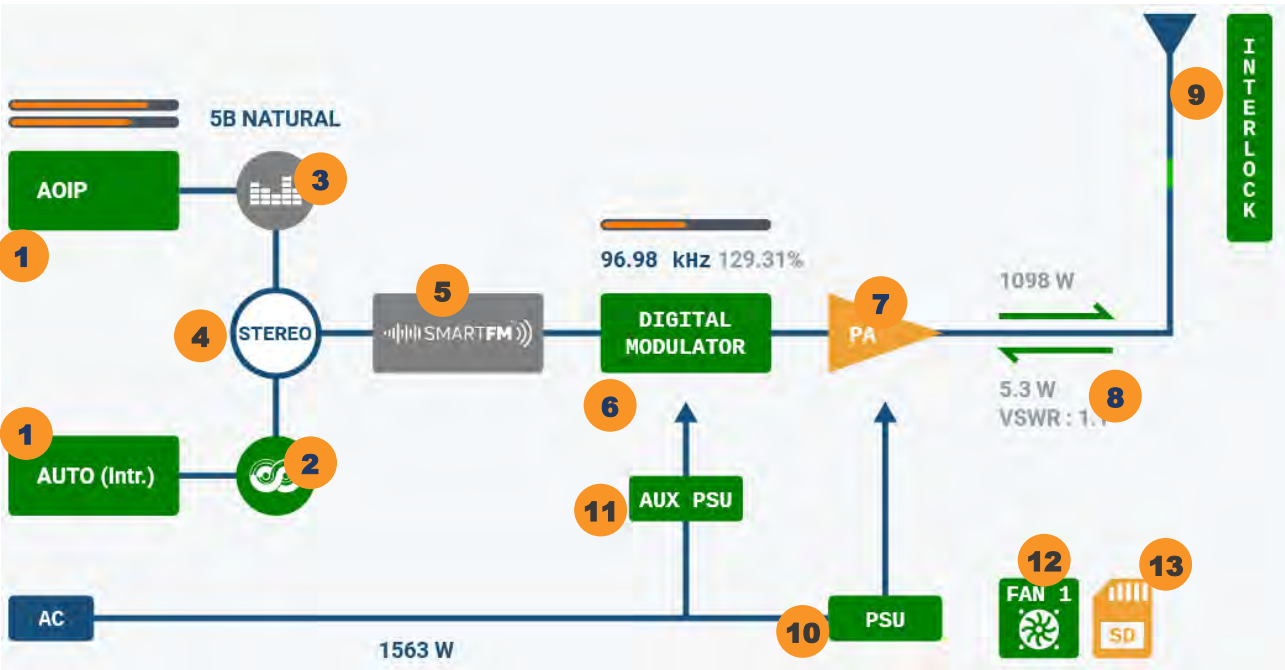 5B NATURAL
AOIP
3
1
9
INTERLOCK
96.98 kHz 129.31%
5
7
1098 W
4
STEREO
SMARTFM
DIGITAL
MODULATOR
PA
6
5.3 W
8
VSWR : 1.1
1
AUTO (Intr.)
2
11
AUX PSU
12
13
FAN 1
SD
AC
1563 W
10
PSU